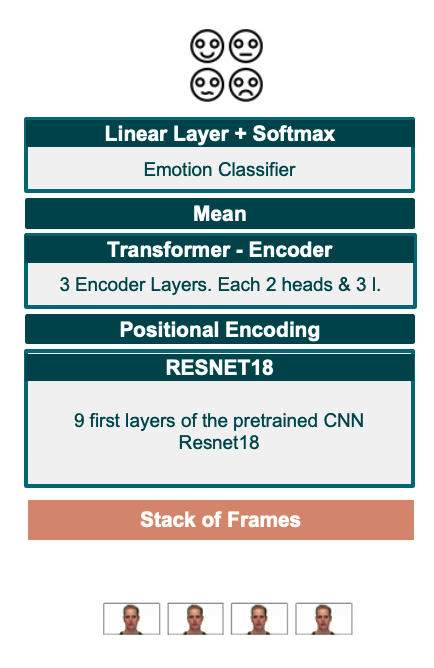 Linear Layer + Softmax
Emotion Classifier
Mean
Transformer - Encoder
3 Encoder Layers. Each 2 heads & 3 l.
Positional Encoding
RESNET18
9 first layers of the pretrained CNN
Resnet18
Stack of Frames